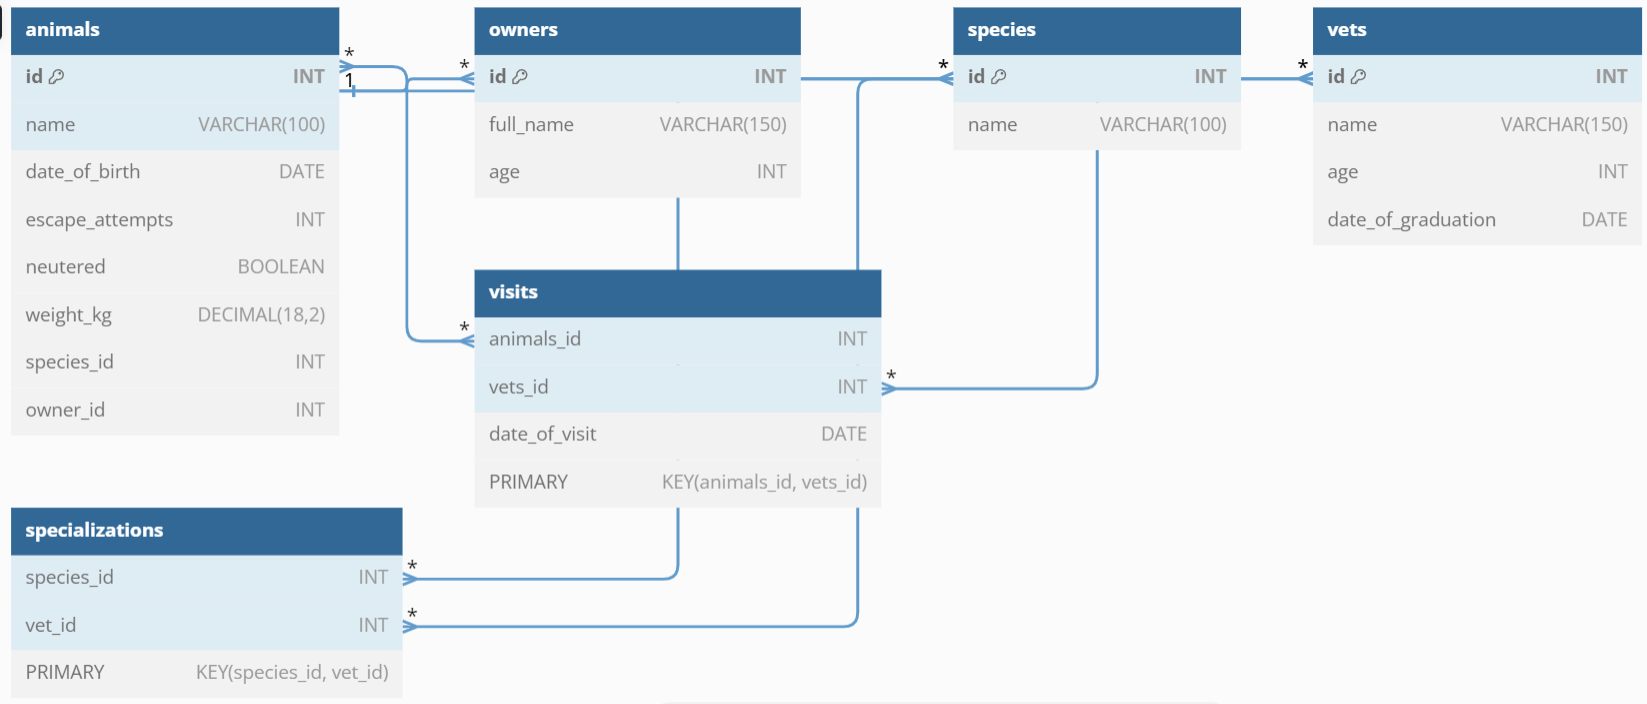 animals
id INT
name VARCHAR(100)
date_of_birth DATE
escape_attempts INT
neutered BOOLEAN
weight_kg DECIMAL(18,2)
species_id INT
owner_id INT
*
1
owners
* id INT
full_name VARCHAR(150)
age INT
species
* id INT
name VARCHAR(100)
vets
* id INT
name VARCHAR(150)
age INT
date_of_graduation DATE
visits
* animals_id INT
vets_id INT *
date_of_visit DATE
PRIMARY KEY(animals_id, vets_id)
specializations
species_id INT *
vet_id INT *
PRIMARY KEY(species_id, vet_id)